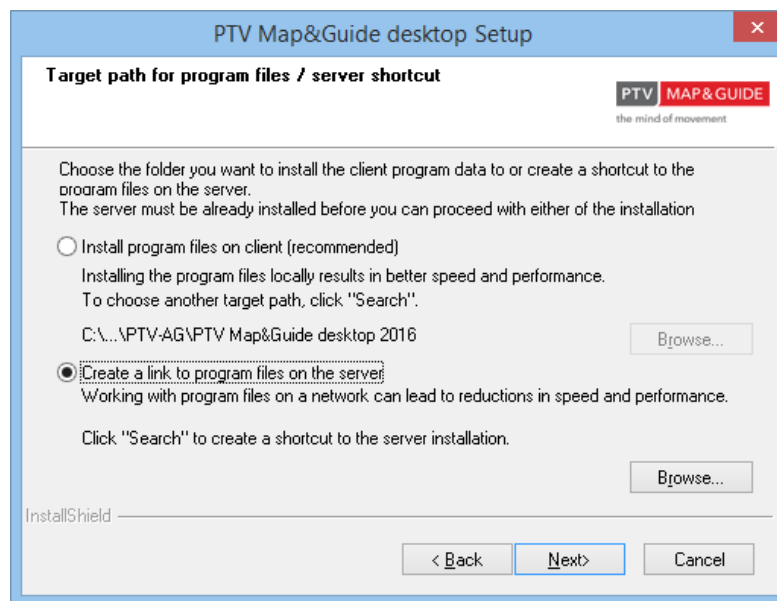 PTV Map&Guide desktop Setup
Target path for program files / server shortcut
PTV MAP&GUIDE
the mind of movement
Choose the folder you want to install the client program data to or create a shortcut to the
program files on the server.
The server must be already installed before you can proceed with either of the installation
Install program files on client (recommended)
Installing the program files locally results in better speed and performance.
To choose another target path, click "Search".
C:\...\PTV-AG\PTV Map&Guide desktop 2016
Browse...
Create a link to program files on the server
Working with program files on a network can lead to reductions in speed and performance.
Click "Search" to create a shortcut to the server installation.
Browse...
InstallShield
< Back
Next>
Cancel